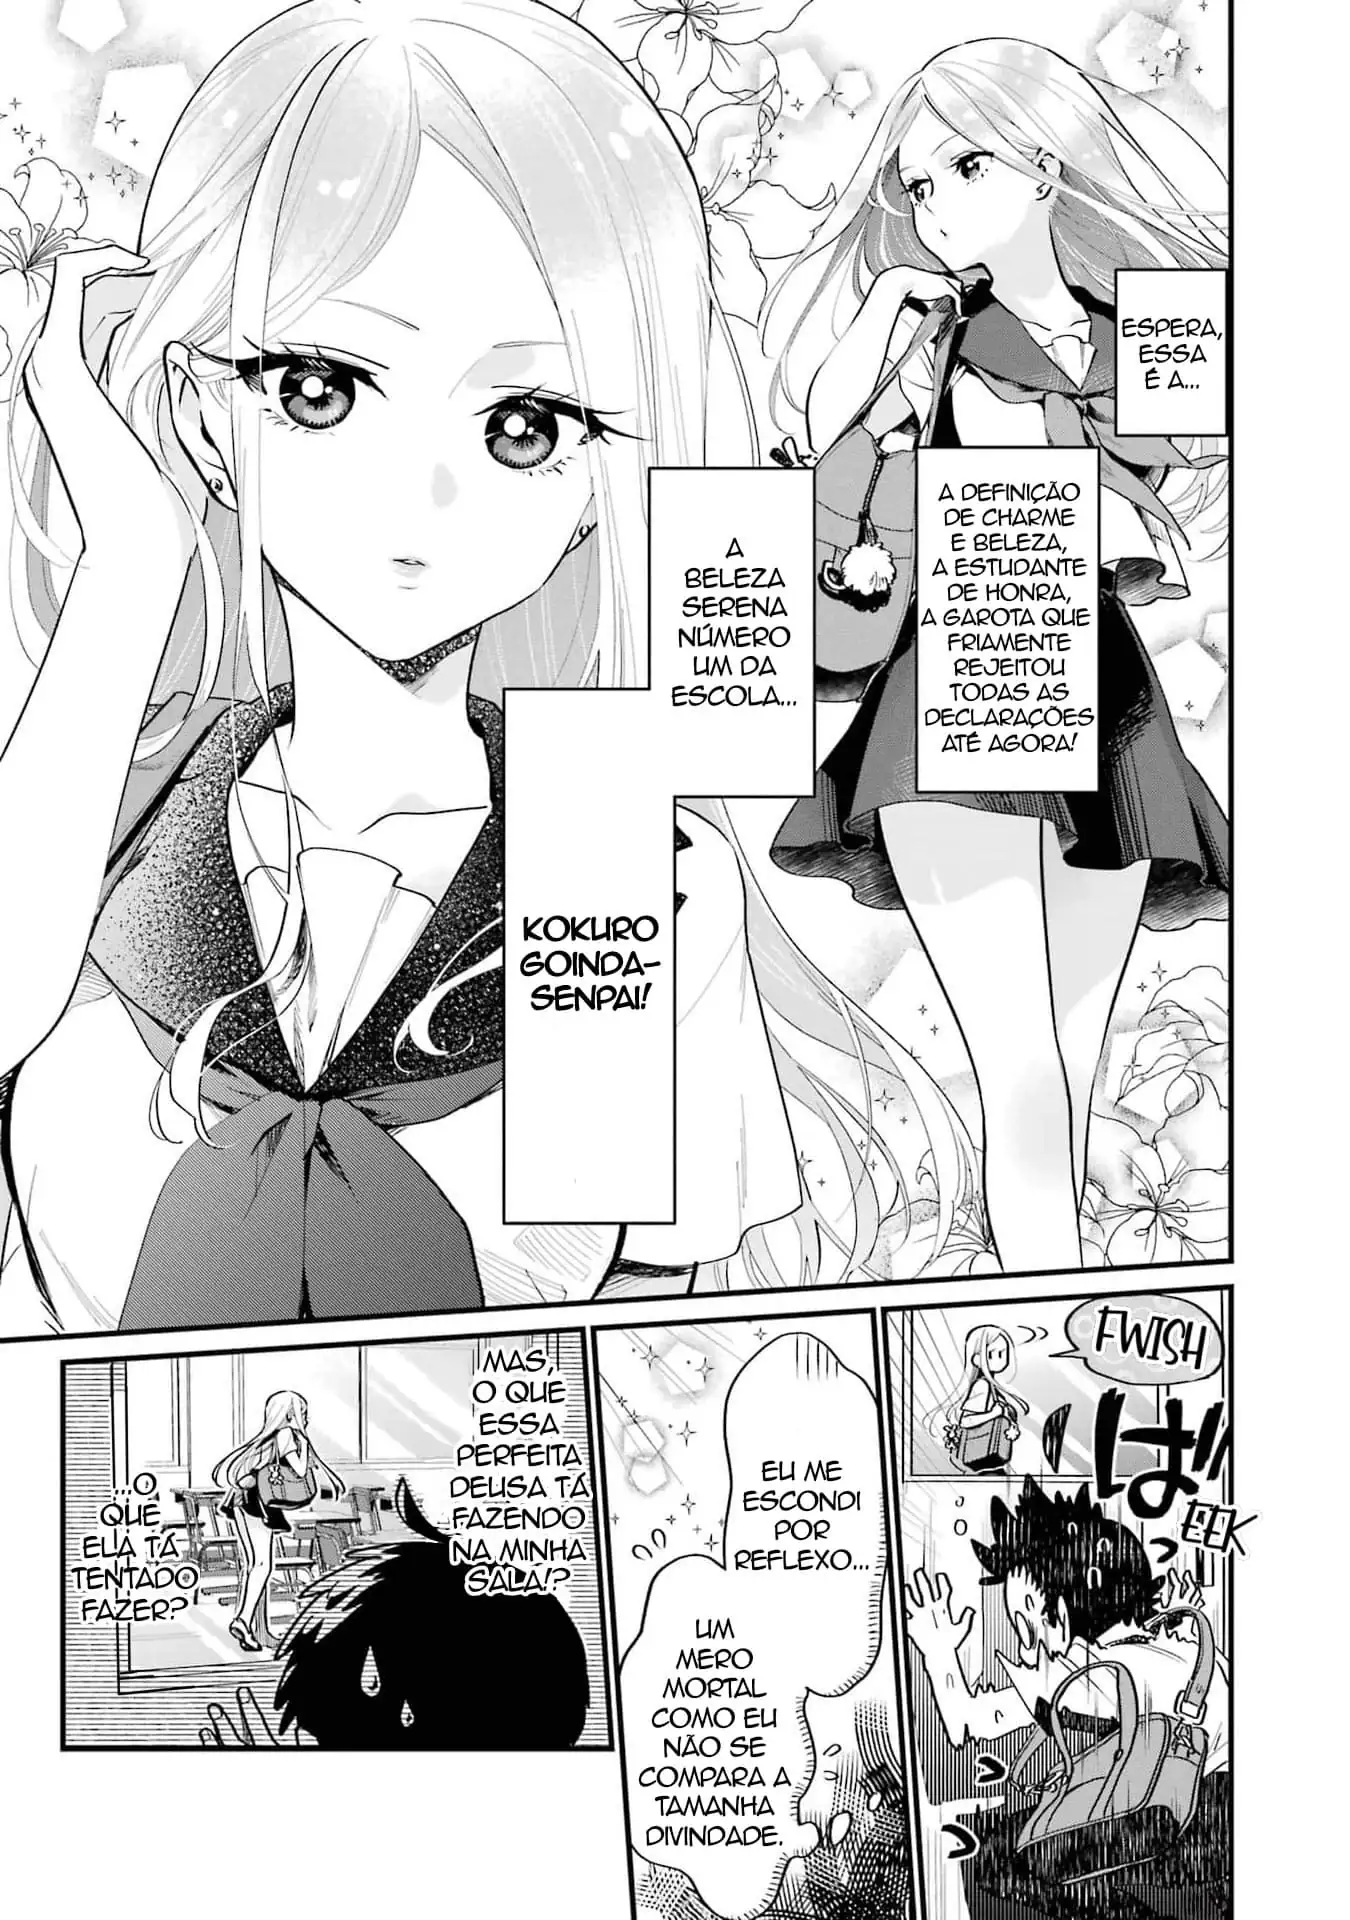 ESPERA,
ESSA
É A...
A DEFINIÇÃO
DE CHARME
E BELEZA,
A ESTUDANTE
DE HONRA,
A GAROTA QUE
FRIAMENTE
REJEITOU
TODAS AS
DECLARAÇÕES
ATÉ AGORA!
A
BELEZA
SERENA
NÚMERO
UM DA
ESCOLA...
KOKURO
GOINDA-
SENPAI!
FWISH
ばっ
EEK
EU ME
ESCONDI
POR
REFLEXO...
UM
MERO
MORTAL
COMO EU
NÃO SE
COMPARA A
TAMANHA
DIVINDADE.
MAS,
O QUE
ESSA
PERFEITA
DEUSA TÁ
FAZENDO
NA MINHA
SALA!?
...O
QUE
ELA TÁ
TENTADO
FAZER?